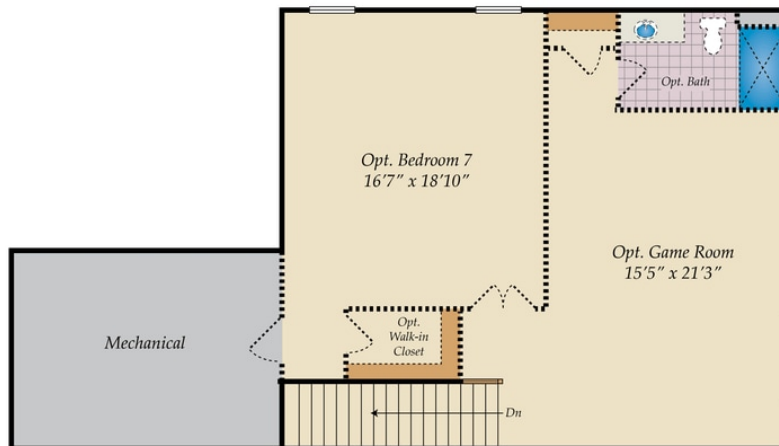 Opt. Bath
Opt. Bedroom 7
16'7" x 18'10"
Opt. Game Room
15'5" x 21'3"
Mechanical
Opt.
Walk-in
Closet
Dn